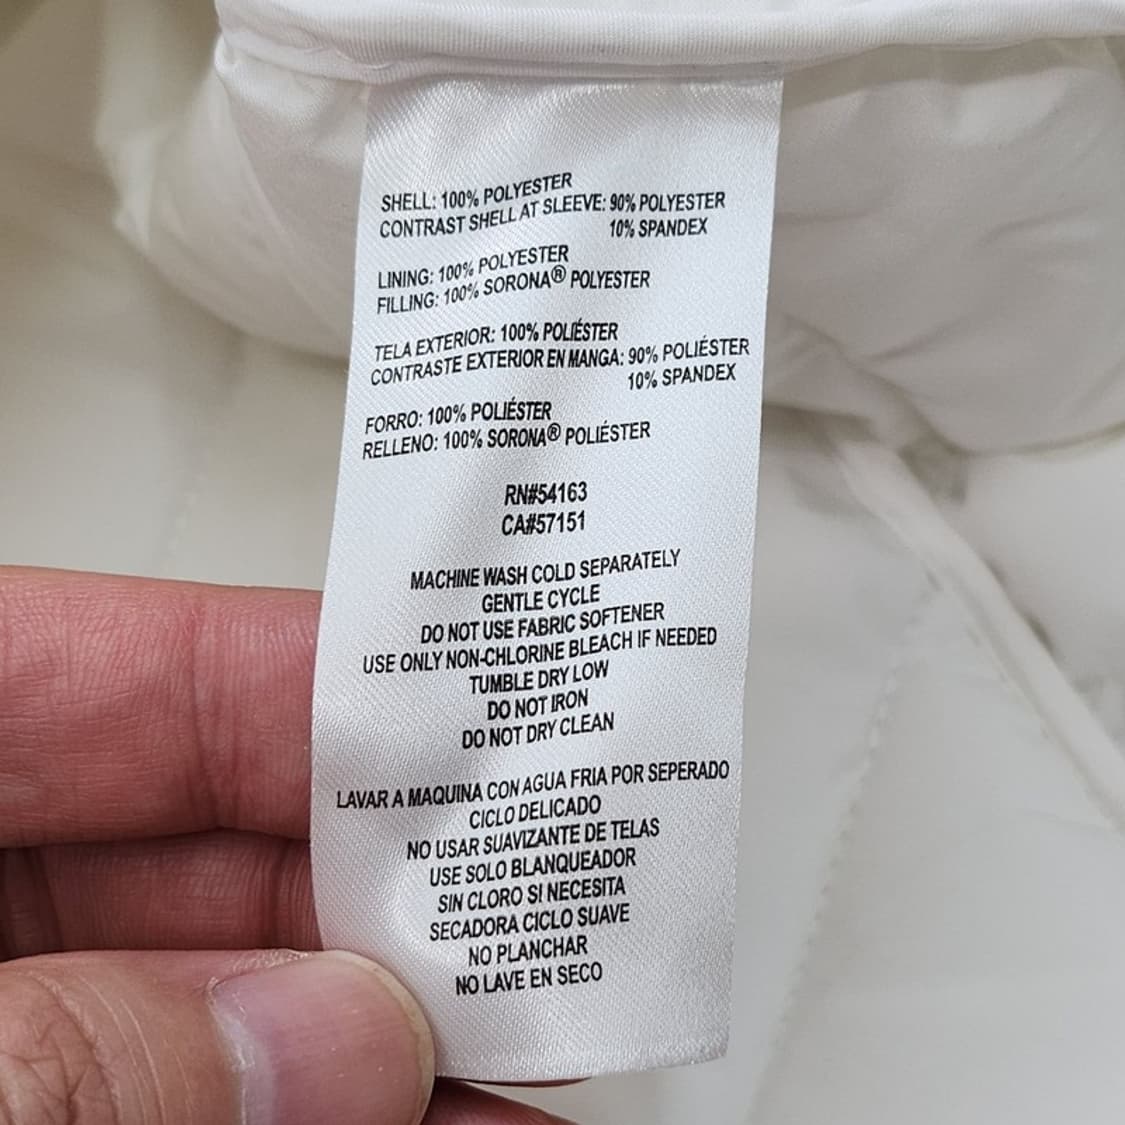 SHELL: 100% POLYESTER
CONTRAST SHELL AT SLEEVE: 90% POLYESTER
10% SPANDEX
LINING: 100% POLYESTER
FILLING: 100% SORONA® POLYESTER
TELA EXTERIOR: 100% POLIÉSTER
CONTRASTE EXTERIOR EN MANGA: 90% POLIÉSTER
10% SPANDEX
FORRO: 100% POLIÉSTER
RELLENO: 100% SORONA® POLIÉSTER
RN#54163
CA#57151
MACHINE WASH COLD SEPARATELY
GENTLE CYCLE
DO NOT USE FABRIC SOFTENER
USE ONLY NON-CHLORINE BLEACH IF NEEDED
TUMBLE DRY LOW
DO NOT IRON
DO NOT DRY CLEAN
LAVAR A MAQUINA CON AGUA FRIA POR SEPERADO
CICLO DELICADO
NO USAR SUAVIZANTE DE TELAS
USE SOLO BLANQUEADOR
SIN CLORO SI NECESITA
SECADORA CICLO SUAVE
NO PLANCHAR
NO LAVE EN SECO